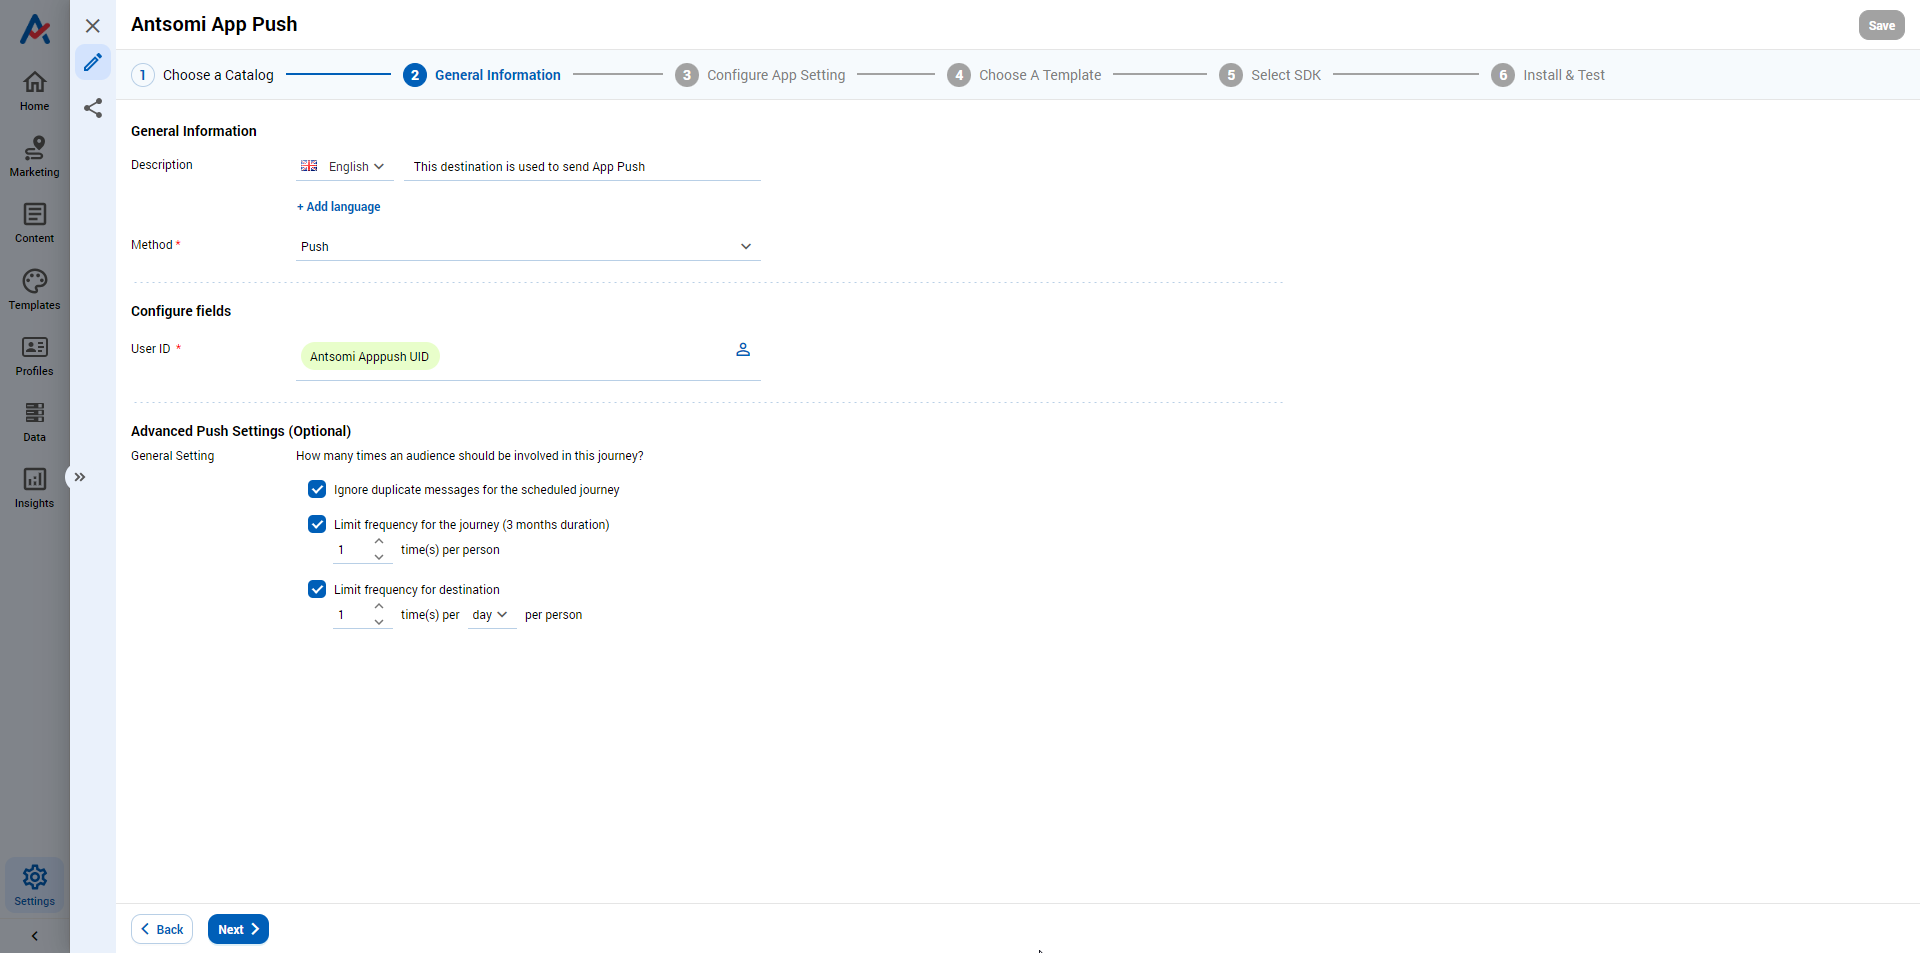 Antsomi App Push
Save
1 Choose a Catalog
2 General Information
3 Configure App Setting
4 Choose A Template
5 Select SDK
6 Install & Test
Home
Marketing
Content
Templates
Profiles
Data
Insights
Settings
General Information
Description
English
This destination is used to send App Push
+ Add language
Method *
Push
Configure fields
User ID *
Antsomi Apppush UID
Advanced Push Settings (Optional)
General Setting
How many times an audience should be involved in this journey?
Ignore duplicate messages for the scheduled journey
Limit frequency for the journey (3 months duration)
1 time(s) per person
Limit frequency for destination
1 time(s) per day per person
Back
Next